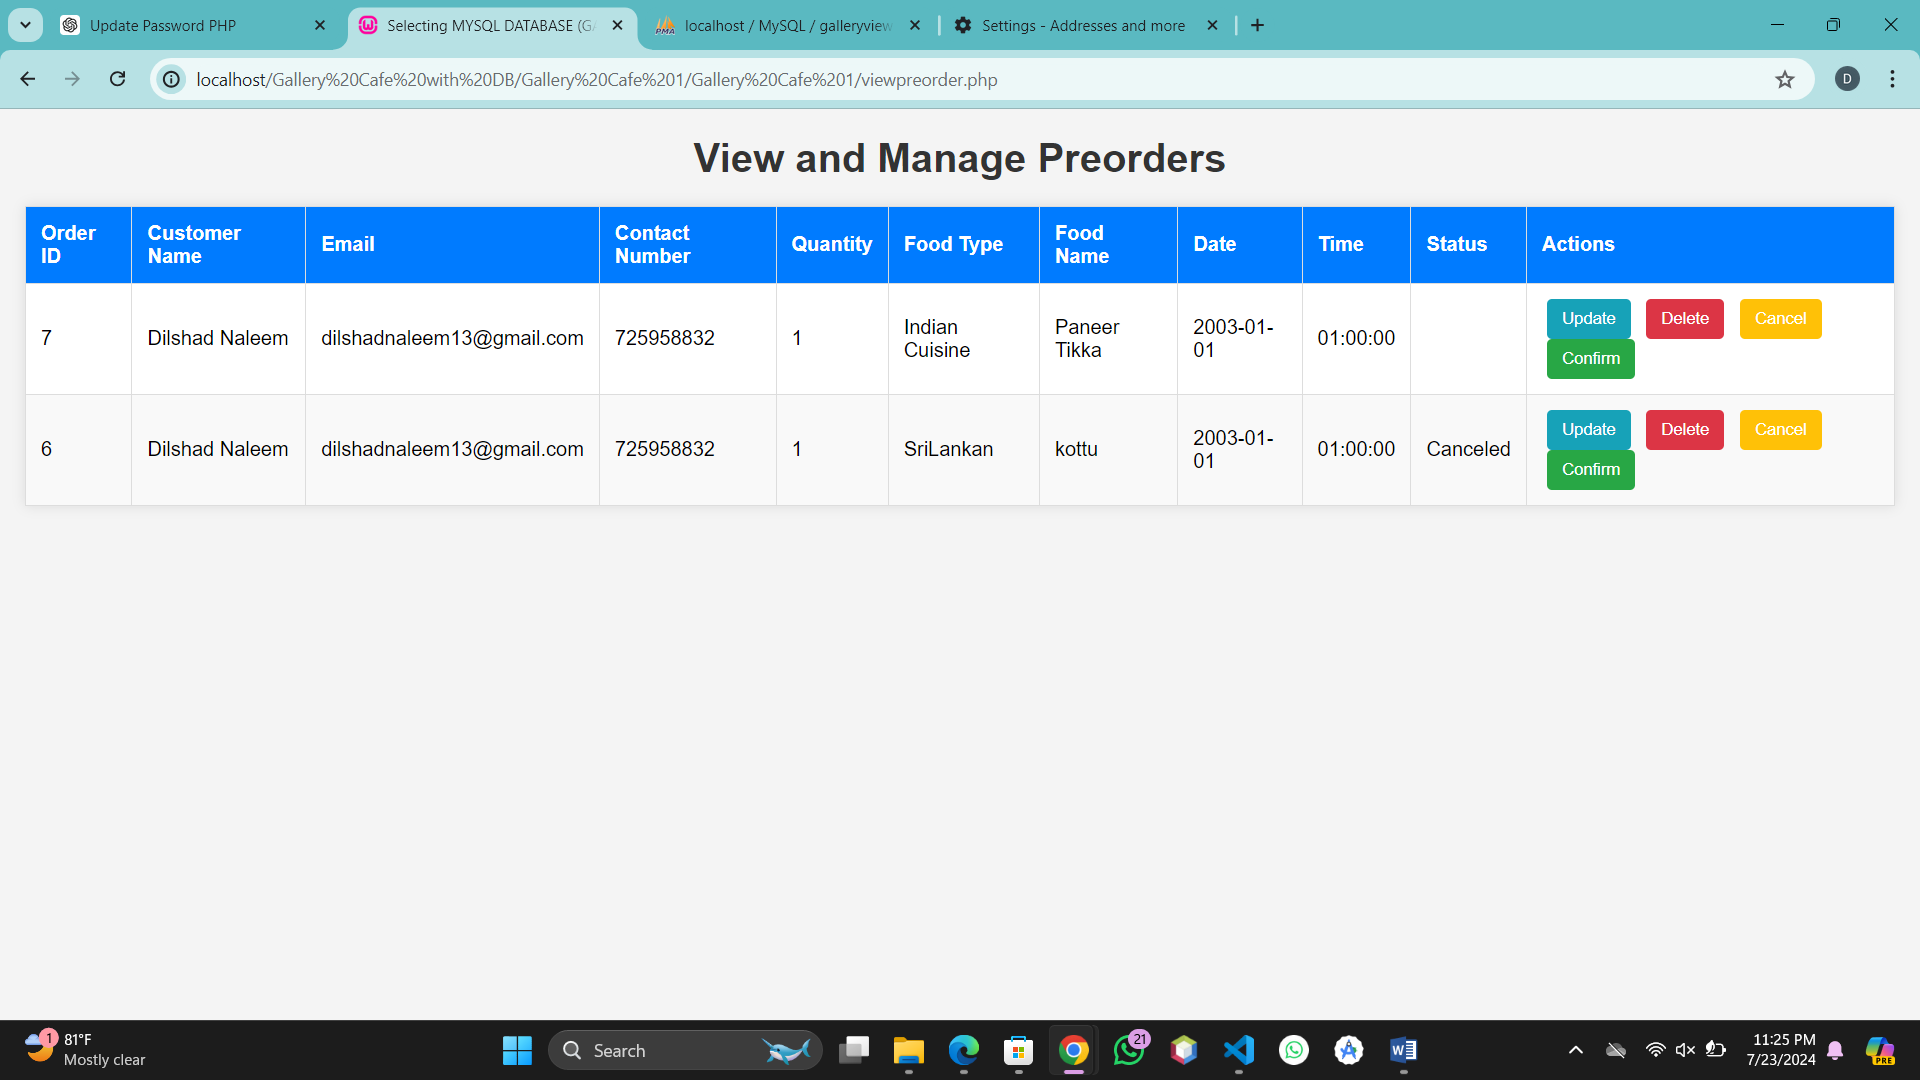 Update Password PHP
Selecting MYSQL DATABASE (GA
localhost / MySQL / galleryview
Settings - Addresses and more
localhost/Gallery%20Cafe%20with%20DB/Gallery%20Cafe%201/Gallery%20Cafe%201/viewpreorder.php
D
View and Manage Preorders
Order ID Customer Name Email Contact Number Quantity Food Type Food Name Date Time Status Actions
7 Dilshad Naleem dilshadnaleem13@gmail.com 725958832 1 Indian Cuisine Paneer Tikka 2003-01-01 01:00:00 Update Delete Cancel
Confirm
6 Dilshad Naleem dilshadnaleem13@gmail.com 725958832 1 SriLankan kottu 2003-01-01 01:00:00 Canceled Update Delete Cancel
Confirm
1
81°F
Mostly clear
Search
21
W
PRE
11:25 PM
7/23/2024